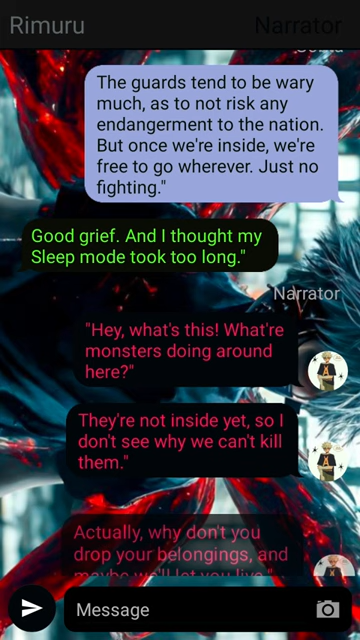 Rimuru Narrator
The guards tend to be wary
much, as to not risk any
endangerment to the nation.
But once we're inside, we're
free to go wherever. Just no
fighting."
Good grief. And I thought my
Sleep mode took too long."
Narrator
"Hey, what's this! What're
monsters doing around
here?"
They're not inside yet, so I
don't see why we can't kill
them."
Actually, why don't you
drop your belongings, and
maybe we'll let you live."
Message